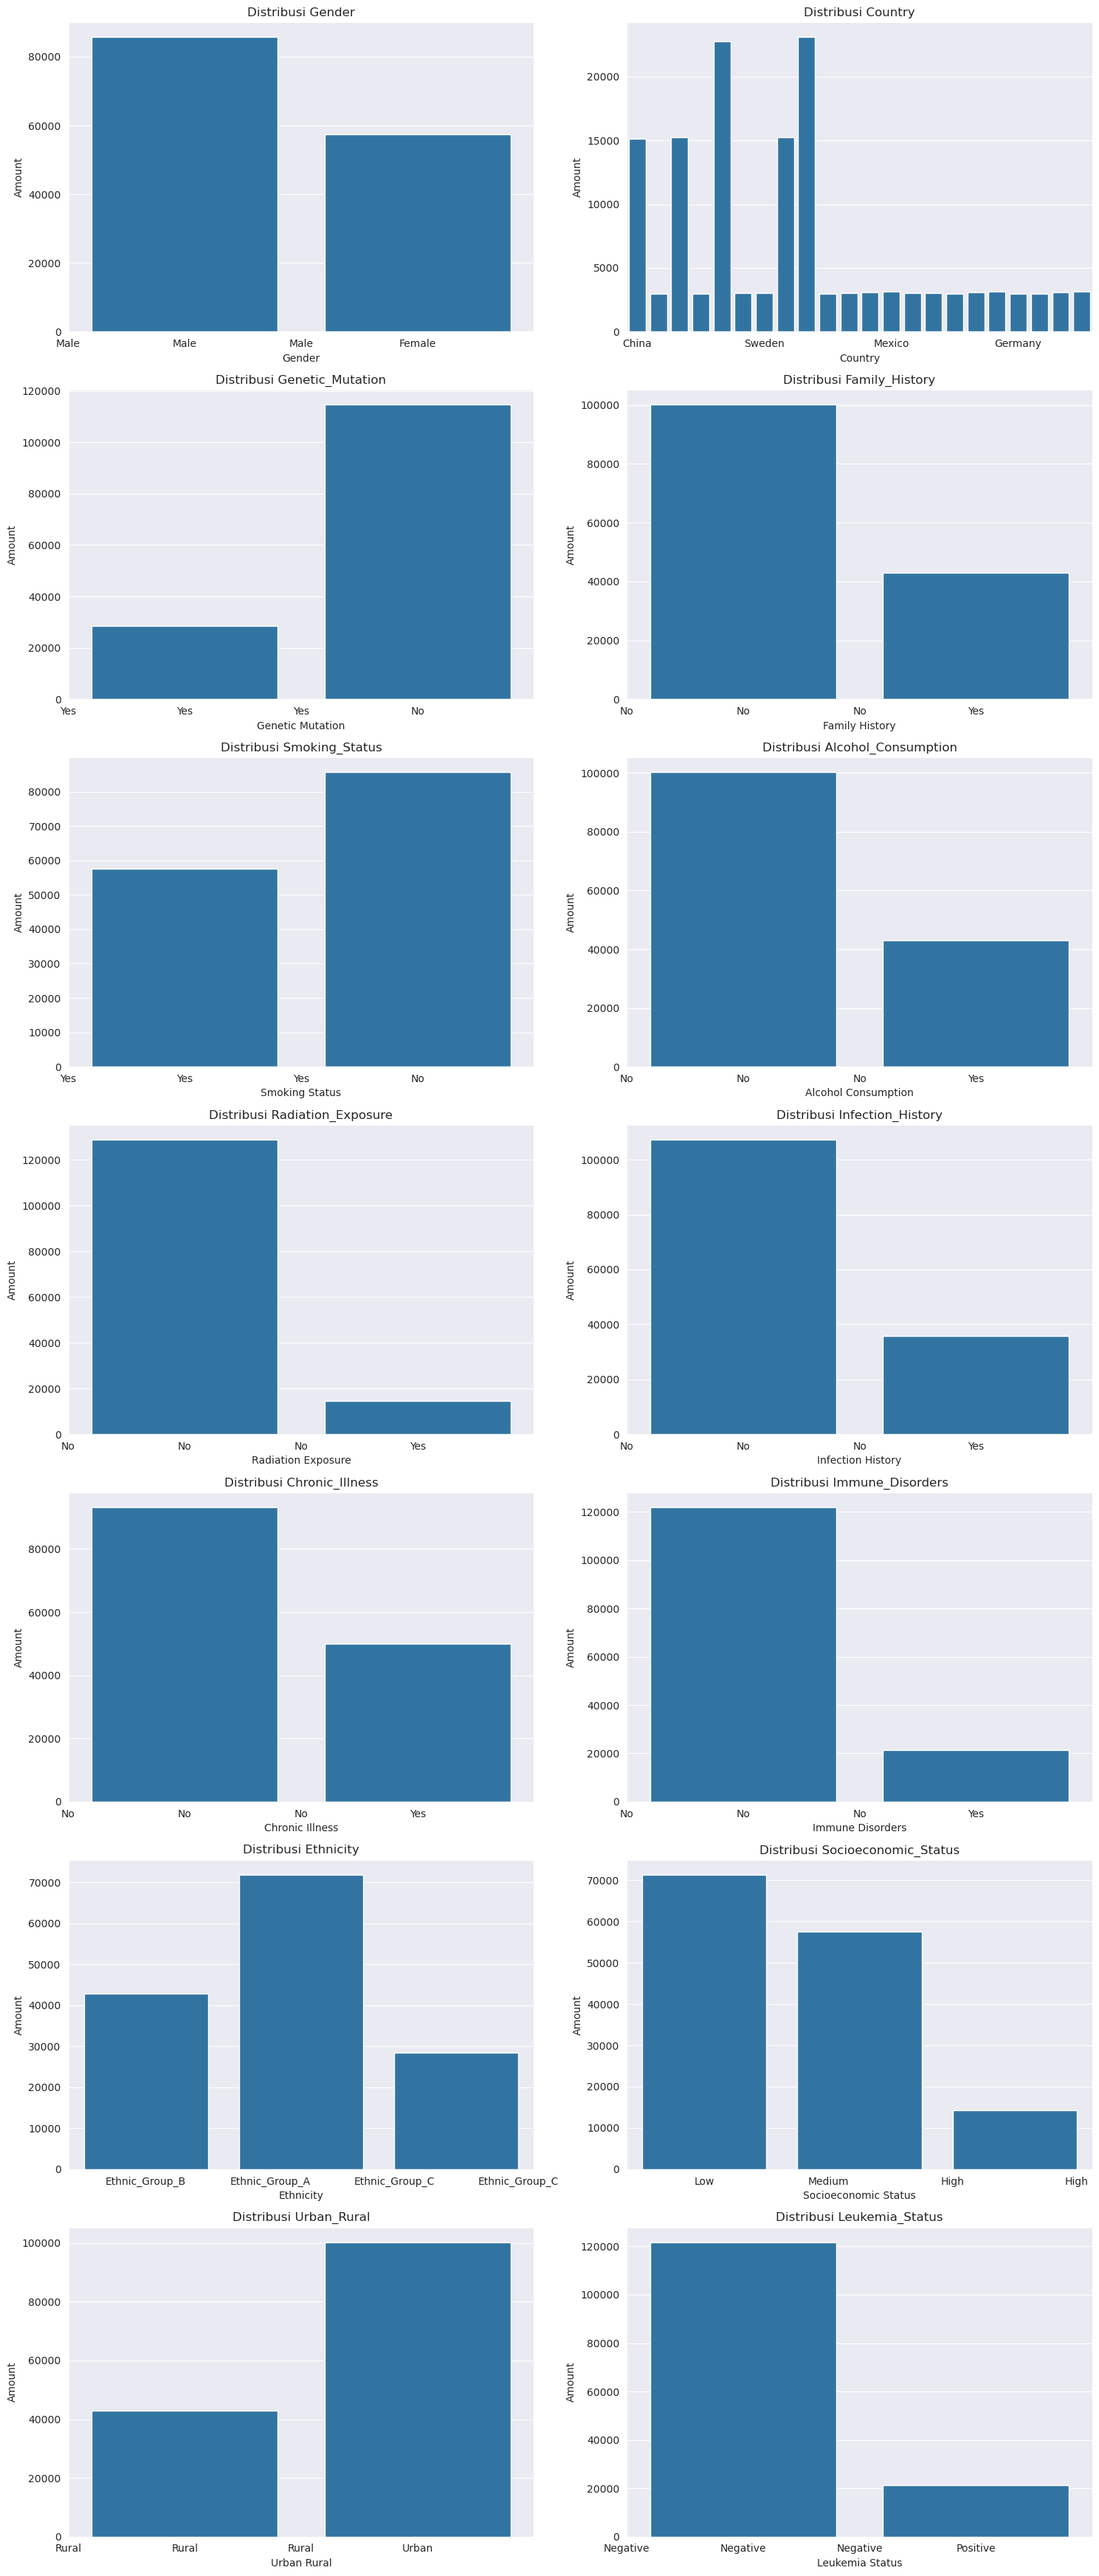 Distribusi Gender
80000
60000
40000
20000
0
Amount
Male Male Male Female
Gender
Distribusi Country
20000
15000
10000
5000
0
Amount
China Sweden Mexico Germany
Country
Distribusi Genetic_Mutation
120000
100000
80000
60000
40000
20000
0
Amount
Yes Yes Yes No
Genetic Mutation
Distribusi Family_History
100000
80000
60000
40000
20000
0
Amount
No No No Yes
Family History
Distribusi Smoking_Status
80000
70000
60000
50000
40000
30000
20000
10000
0
Amount
Yes Yes Yes No
Smoking Status
Distribusi Alcohol_Consumption
100000
80000
60000
40000
20000
0
Amount
No No No Yes
Alcohol Consumption
Distribusi Radiation_Exposure
120000
100000
80000
60000
40000
20000
0
Amount
No No No Yes
Radiation Exposure
Distribusi Infection_History
100000
80000
60000
40000
20000
0
Amount
No No No Yes
Infection History
Distribusi Chronic_Illness
80000
60000
40000
20000
0
Amount
No No No Yes
Chronic Illness
Distribusi Immune_Disorders
120000
100000
80000
60000
40000
20000
0
Amount
No No No Yes
Immune Disorders
Distribusi Ethnicity
70000
60000
50000
40000
30000
20000
10000
0
Amount
Ethnic_Group_B Ethnic_Group_A Ethnic_Group_C Ethnic_Group_C
Ethnicity
Distribusi Socioeconomic_Status
70000
60000
50000
40000
30000
20000
10000
0
Amount
Low Medium High High
Socioeconomic Status
Distribusi Urban_Rural
100000
80000
60000
40000
20000
0
Amount
Rural Rural Rural Urban
Urban Rural
Distribusi Leukemia_Status
120000
100000
80000
60000
40000
20000
0
Amount
Negative Negative Negative Positive
Leukemia Status